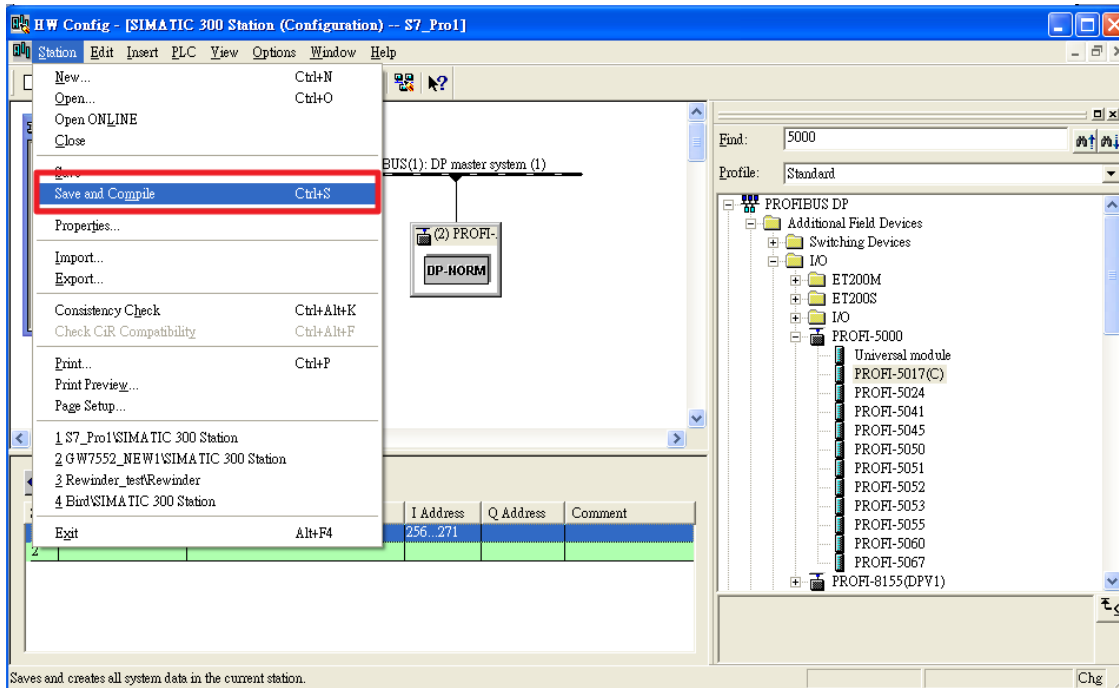 HW Config - [SIMATIC 300 Station (Configuration) -- S7_Pro1]
Station Edit Insert PLC View Options Window Help
New... Ctrl+N
Open... Ctrl+O
Open ONLINE
Close
Save and Compile Ctrl+S
Properties...
Import...
Export...
Consistency Check Ctrl+Alt+K
Check CiR Compatibility Ctrl+Alt+F
Print... Ctrl+P
Print Preview...
Page Setup...
1 S7_Pro1\SIMATIC 300 Station
2 GW7552_NEW1\SIMATIC 300 Station
3 Rewinder_test\Rewinder
4 Bird\SIMATIC 300 Station
Exit Alt+F4
BUS(1): DP master system (1)
(2) PROFI-
DP-NORM
I Address Q Address Comment
256...271
2
Find: 5000
Profile: Standard
PROFIBUS DP
Additional Field Devices
Switching Devices
I/O
ET200M
ET200S
I/O
PROFI-5000
Universal module
PROFI-5017(C)
PROFI-5024
PROFI-5041
PROFI-5045
PROFI-5050
PROFI-5051
PROFI-5052
PROFI-5053
PROFI-5055
PROFI-5060
PROFI-5067
PROFI-8155(DPV1)
Saves and creates all system data in the current station.
Chg